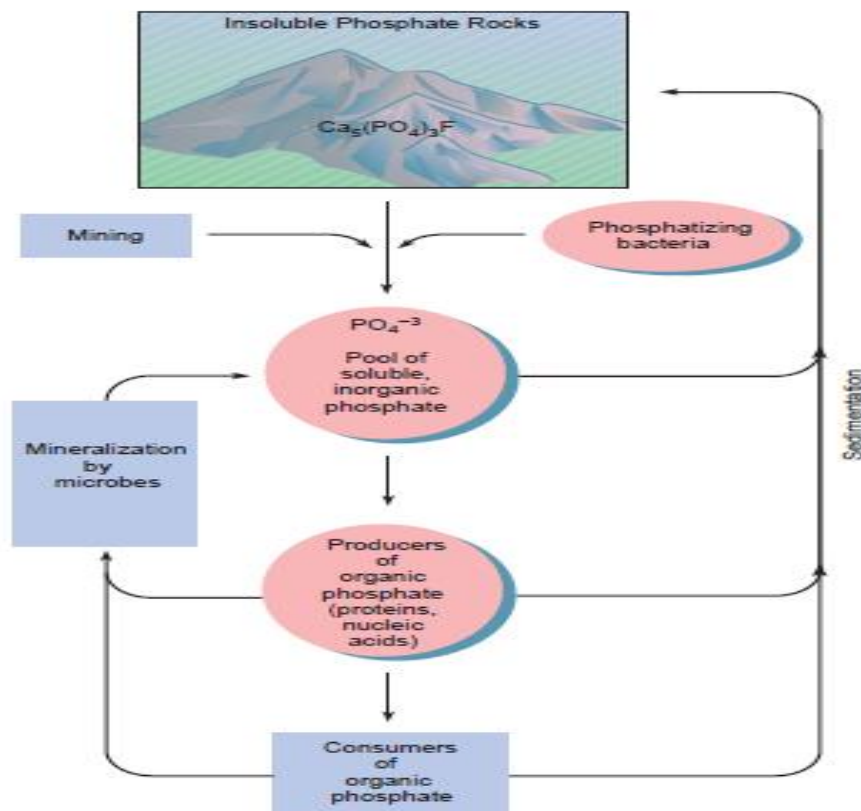 Insoluble Phosphate Rocks
Ca₅(PO₄)₃F
Mining
Phosphatizing
bacteria
PO₄⁻³
Pool of
soluble,
inorganic
phosphate
Mineralization
by
microbes
Sedimentation
Producers
of
organic
phosphate
(proteins,
nucleic
acids)
Consumers
of
organic
phosphate